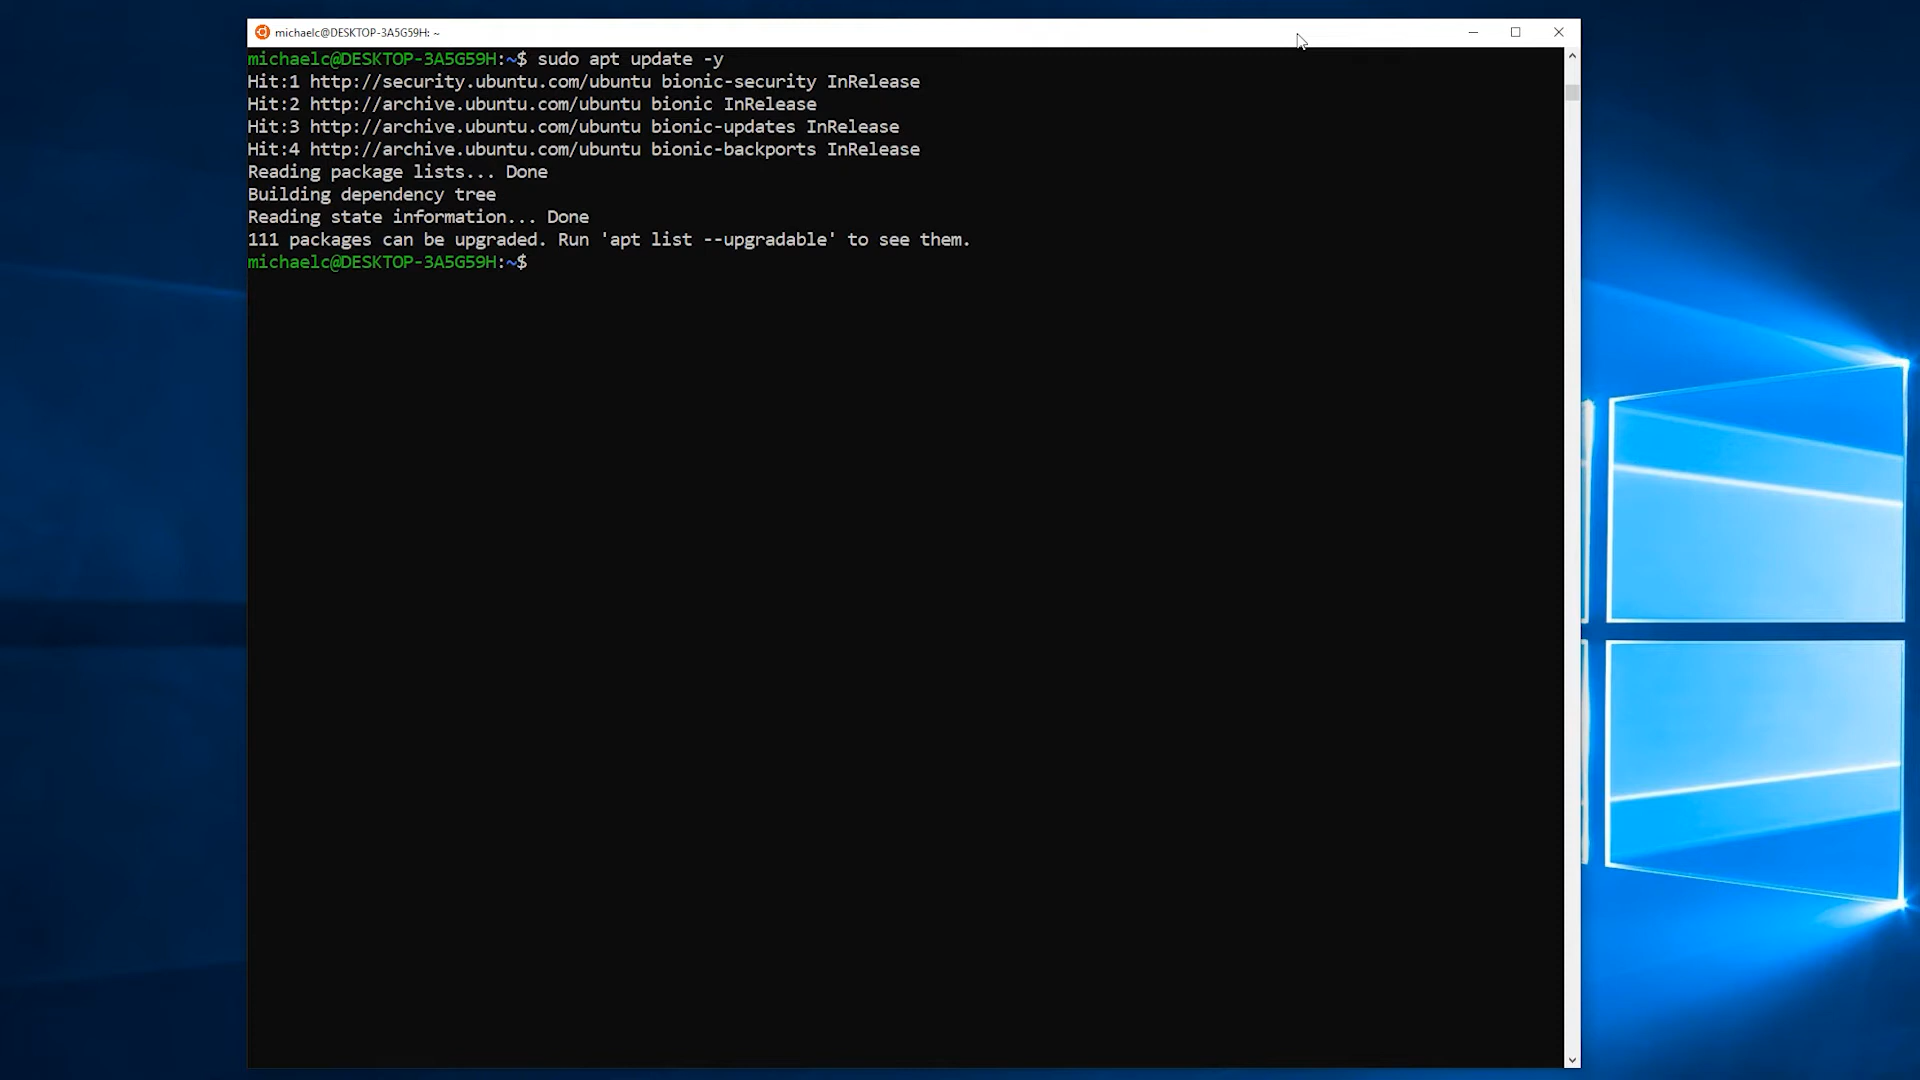 michaelc@DESKTOP-3A5G59H: ~
michaelc@DESKTOP-3A5G59H:~$ sudo apt update -y
Hit:1 http://security.ubuntu.com/ubuntu bionic-security InRelease
Hit:2 http://archive.ubuntu.com/ubuntu bionic InRelease
Hit:3 http://archive.ubuntu.com/ubuntu bionic-updates InRelease
Hit:4 http://archive.ubuntu.com/ubuntu bionic-backports InRelease
Reading package lists... Done
Building dependency tree
Reading state information... Done
111 packages can be upgraded. Run 'apt list --upgradable' to see them.
michaelc@DESKTOP-3A5G59H:~$